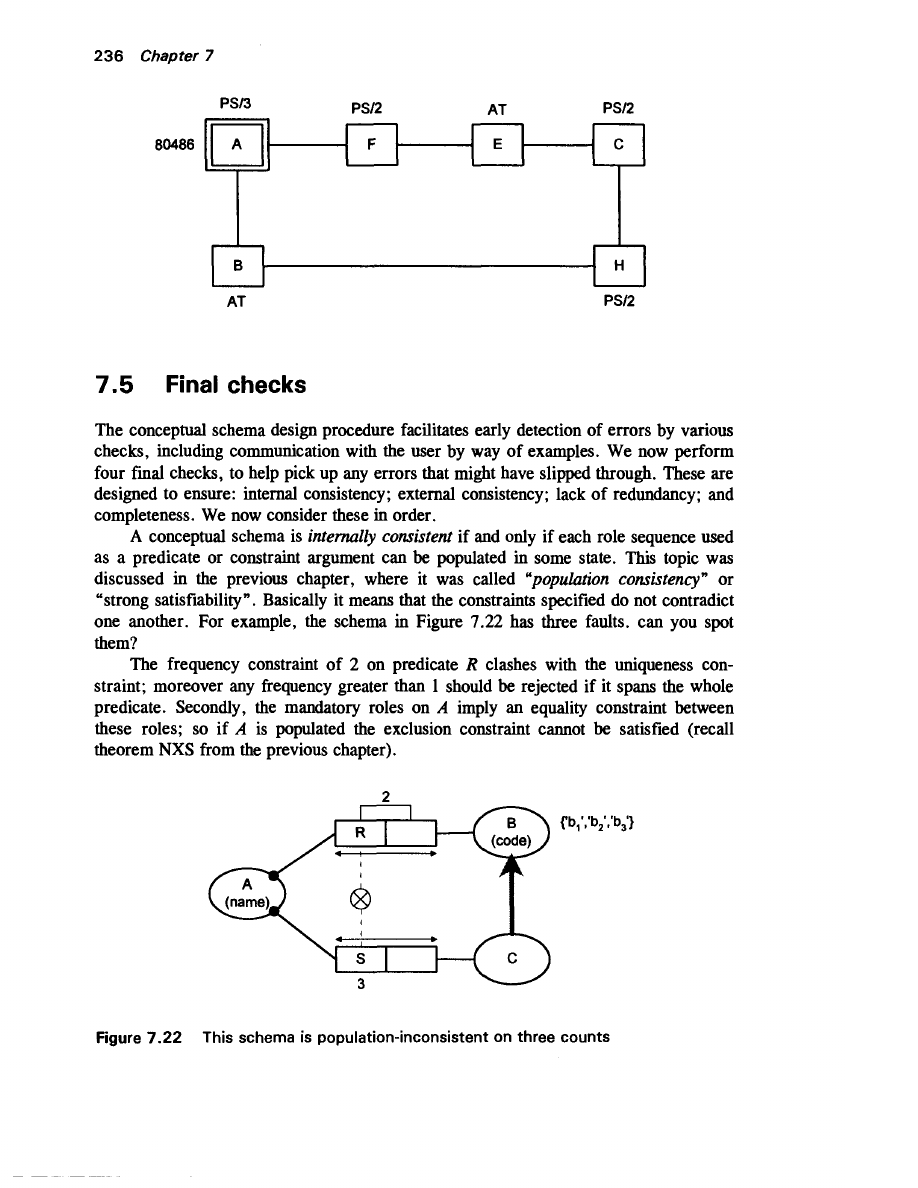 236 Chapter 7
PS/3 PS/2 AT PS/2
80486 A F E C
B H
AT PS/2
7.5 Final checks
The conceptual schema design procedure facilitates early detection of errors by various
checks, including communication with the user by way of examples. We now perform
four final checks, to help pick up any errors that might have slipped through. These are
designed to ensure: internal consistency; external consistency; lack of redundancy; and
completeness. We now consider these in order.
A conceptual schema is internally consistent if and only if each role sequence used
as a predicate or constraint argument can be populated in some state. This topic was
discussed in the previous chapter, where it was called "population consistency" or
"strong satisfiability". Basically it means that the constraints specified do not contradict
one another. For example, the schema in Figure 7.22 has three faults. can you spot
them?
The frequency constraint of 2 on predicate R clashes with the uniqueness con-
straint; moreover any frequency greater than 1 should be rejected if it spans the whole
predicate. Secondly, the mandatory roles on A imply an equality constraint between
these roles; so if A is populated the exclusion constraint cannot be satisfied (recall
theorem NXS from the previous chapter).
2
R B {'b1','b2','b3'}
(code)
A
(name)
S C
3
Figure 7.22 This schema is population-inconsistent on three counts